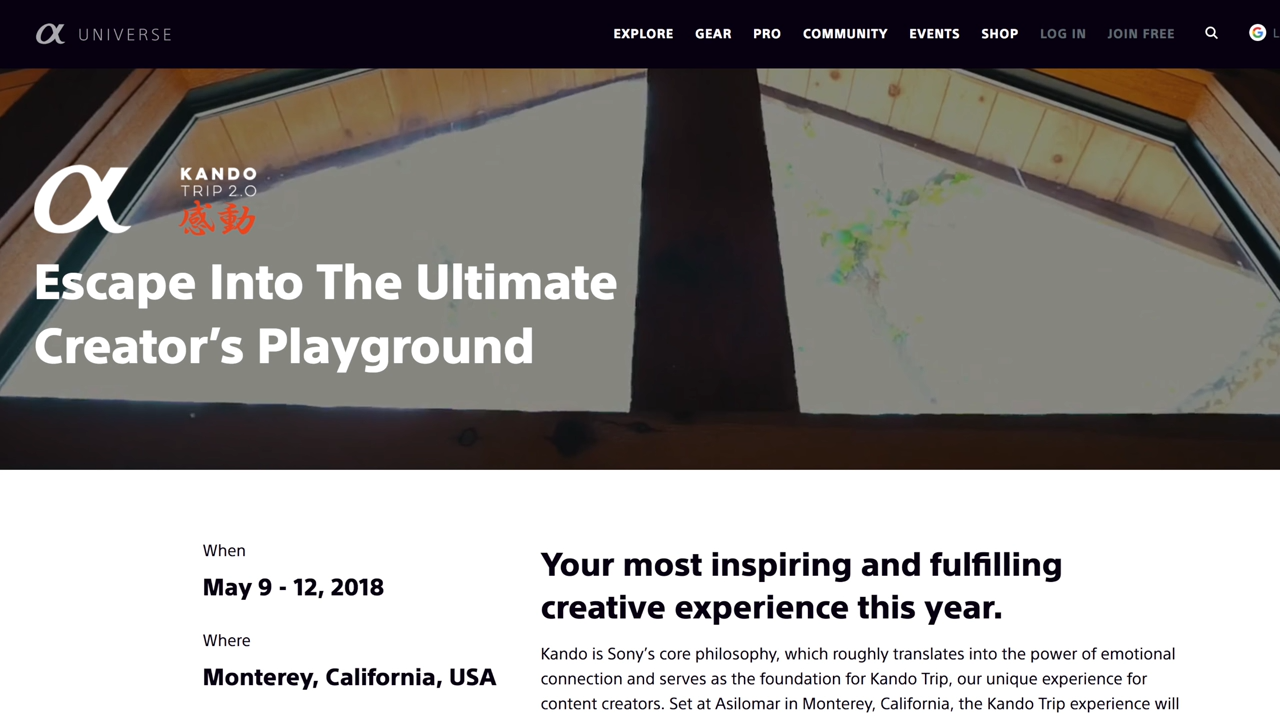 α UNIVERSE
EXPLORE GEAR PRO COMMUNITY EVENTS SHOP LOG IN JOIN FREE
α
KANDO
TRIP 2.0
感動
Escape Into The Ultimate
Creator’s Playground
When
May 9 - 12, 2018
Where
Monterey, California, USA
Your most inspiring and fulfilling
creative experience this year.
Kando is Sony’s core philosophy, which roughly translates into the power of emotional
connection and serves as the foundation for Kando Trip, our unique experience for
content creators. Set at Asilomar in Monterey, California, the Kando Trip experience will